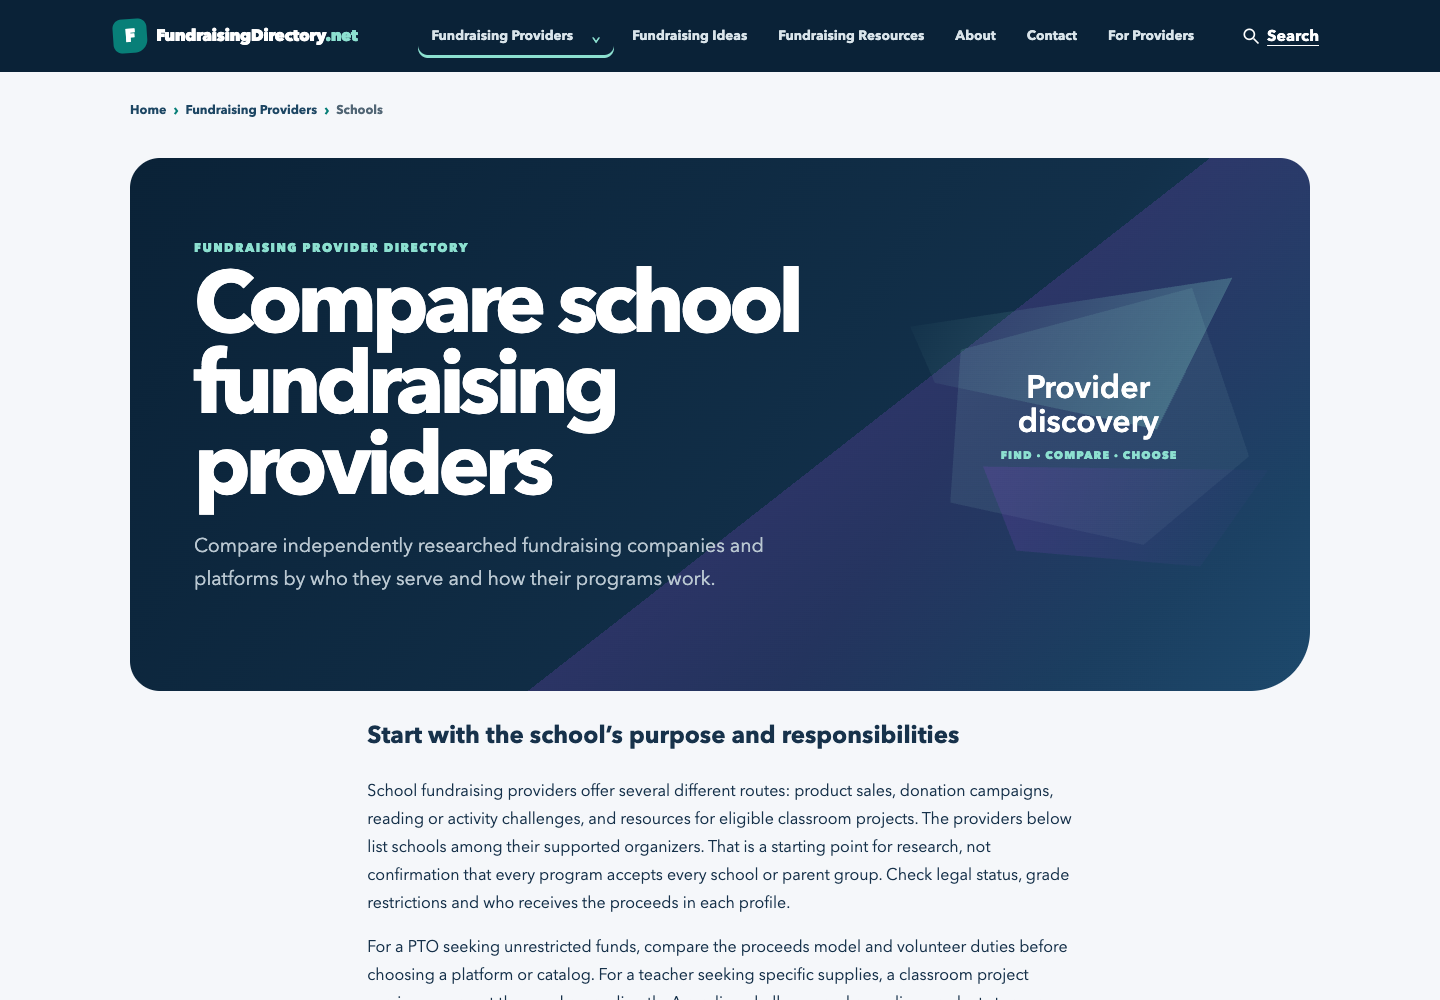 F FundraisingDirectory.net Fundraising Providers Fundraising Ideas Fundraising Resources About Contact For Providers Search
Home › Fundraising Providers › Schools
FUNDRAISING PROVIDER DIRECTORY
Compare school
fundraising
providers
Compare independently researched fundraising companies and
platforms by who they serve and how their programs work.
Provider
discovery
FIND • COMPARE • CHOOSE
Start with the school’s purpose and responsibilities
School fundraising providers offer several different routes: product sales, donation campaigns,
reading or activity challenges, and resources for eligible classroom projects. The providers below
list schools among their supported organizers. That is a starting point for research, not
confirmation that every program accepts every school or parent group. Check legal status, grade
restrictions and who receives the proceeds in each profile.
For a PTO seeking unrestricted funds, compare the proceeds model and volunteer duties before
choosing a platform or catalog. For a teacher seeking specific supplies, a classroom project